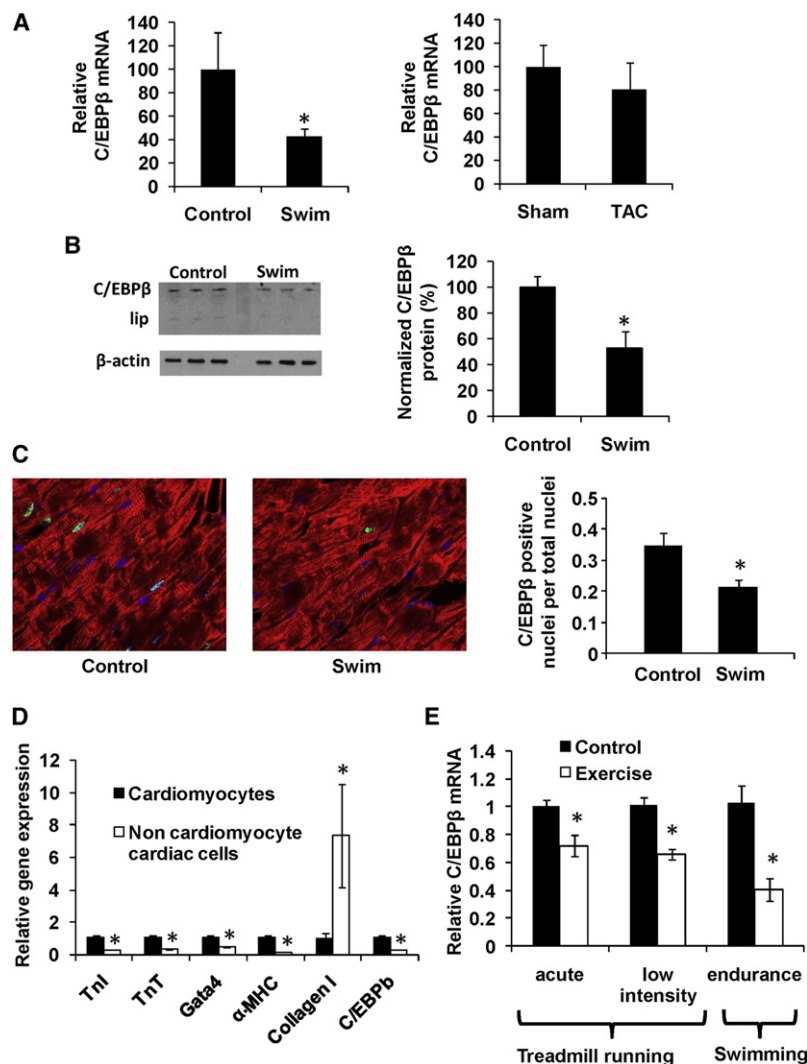 A
Relative
C/EBPβ mRNA
140
120
100
80
60
40
20
0
*
Control
Swim
Relative
C/EBPβ mRNA
140
120
100
80
60
40
20
0
Sham
TAC
B
Control
Swim
C/EBPβ
lip
β-actin
Normalized C/EBPβ
protein (%)
120
100
80
60
40
20
0
*
Control
Swim
C
Control
Swim
C/EBPβ positive
nuclei per total nuclei
0.5
0.4
0.3
0.2
0.1
0
*
Control
Swim
D
Relative gene expression
12
10
8
6
4
2
0
Cardiomyocytes
Non cardiomyocyte
cardiac cells
*
*
*
*
*
*
TnI
TnT
Gata4
α-MHC
Collagen I
C/EBPb
E
Relative C/EBPβ mRNA
1.4
1.2
1
0.8
0.6
0.4
0.2
0
Control
Exercise
*
*
*
acute
low
intensity
endurance
Treadmill running
Swimming